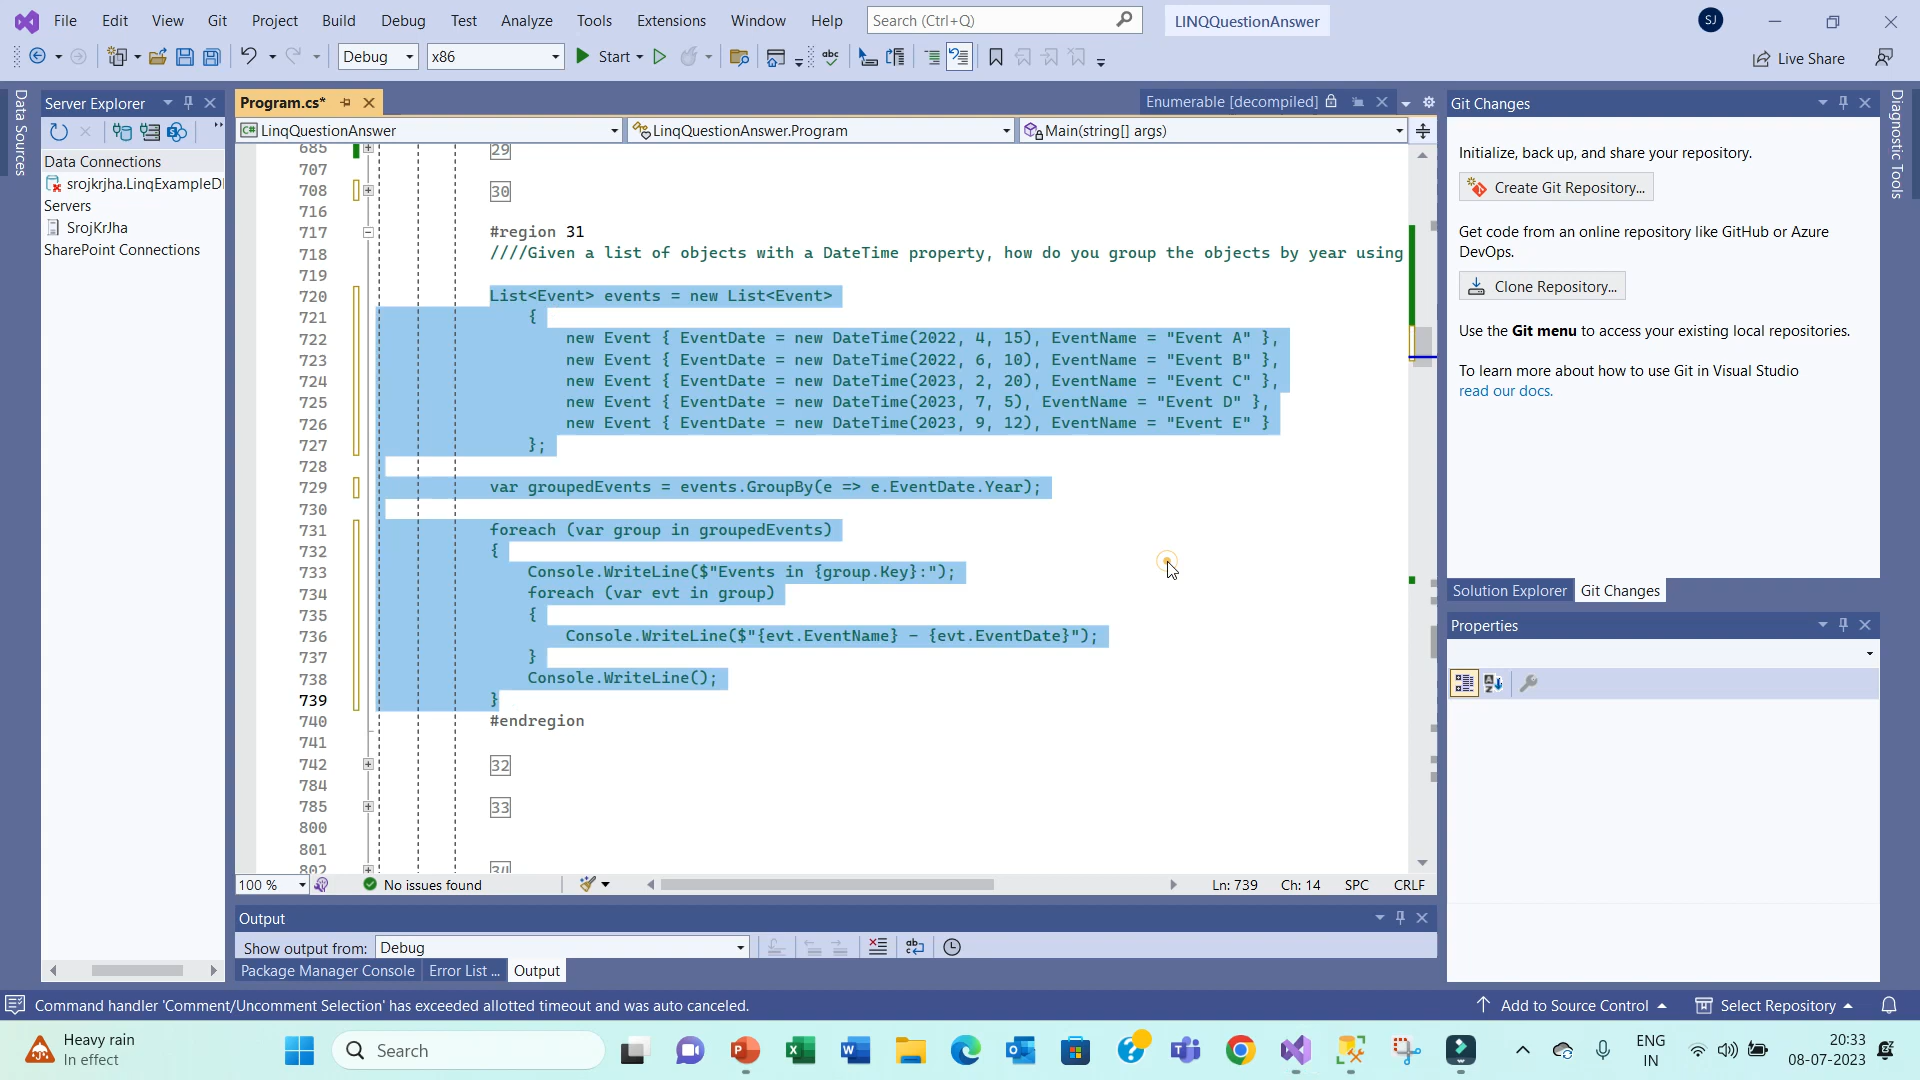 File Edit View Git Project Build Debug Test Analyze Tools Extensions Window Help Search (Ctrl+Q) LINQQuestionAnswer SJ
Debug x86 Start Live Share
Data Sources
Server Explorer
Data Connections
srojkrjha.LinqExampleD
Servers
SrojKrJha
SharePoint Connections
Program.cs* Enumerable [decompiled]
LinqQuestionAnswer LinqQuestionAnswer.Program Main(string[] args)
685 29
707
708 30
716
717 #region 31
718 ////Given a list of objects with a DateTime property, how do you group the objects by year using
719
720 List<Event> events = new List<Event>
721 {
722 new Event { EventDate = new DateTime(2022, 4, 15), EventName = "Event A" },
723 new Event { EventDate = new DateTime(2022, 6, 10), EventName = "Event B" },
724 new Event { EventDate = new DateTime(2023, 2, 20), EventName = "Event C" },
725 new Event { EventDate = new DateTime(2023, 7, 5), EventName = "Event D" },
726 new Event { EventDate = new DateTime(2023, 9, 12), EventName = "Event E" }
727 };
728
729 var groupedEvents = events.GroupBy(e => e.EventDate.Year);
730
731 foreach (var group in groupedEvents)
732 {
733 Console.WriteLine($"Events in {group.Key}:");
734 foreach (var evt in group)
735 {
736 Console.WriteLine($"{evt.EventName} - {evt.EventDate}");
737 }
738 Console.WriteLine();
739 }
740 #endregion
741
742 32
784
785 33
800
801
802 34
100 % No issues found Ln: 739 Ch: 14 SPC CRLF
Output
Show output from: Debug
Package Manager Console Error List ... Output
Git Changes
Initialize, back up, and share your repository.
Create Git Repository...
Get code from an online repository like GitHub or Azure
DevOps.
Clone Repository...
Use the Git menu to access your existing local repositories.
To learn more about how to use Git in Visual Studio
read our docs.
Solution Explorer Git Changes
Properties
Diagnostic Tools
Command handler 'Comment/Uncomment Selection' has exceeded allotted timeout and was auto canceled. Add to Source Control Select Repository
Heavy rain
In effect
Search
ENG
IN
20:33
08-07-2023